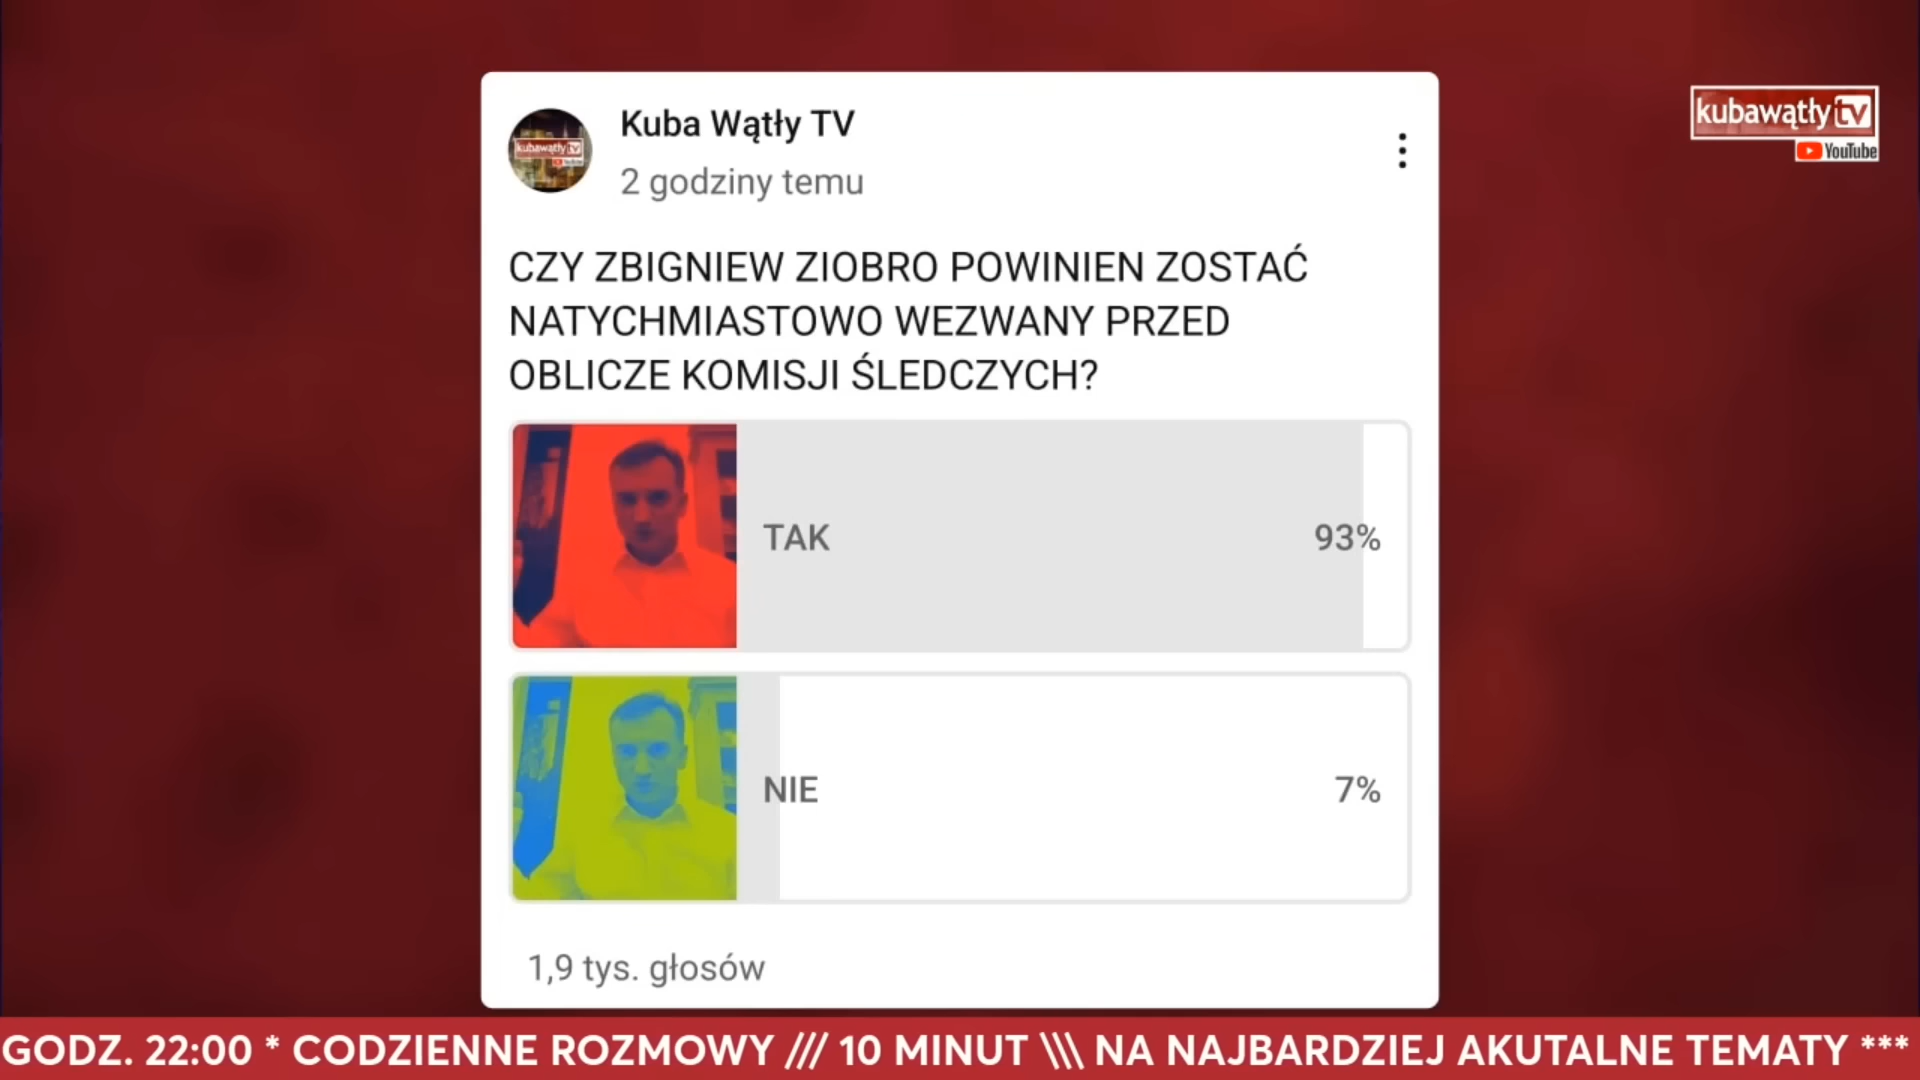 kubawątły tv
YouTube
kubawątły tv
Kuba Wątły TV
2 godziny temu
CZY ZBIGNIEW ZIOBRO POWINIEN ZOSTAĆ
NATYCHMIASTOWO WEZWANY PRZED
OBLICZE KOMISJI ŚLEDCZYCH?
TAK
93%
NIE
7%
1,9 tys. głosów
GODZ. 22:00 * CODZIENNE ROZMOWY /// 10 MINUT \\\ NA NAJBARDZIEJ AKUTALNE TEMATY ***